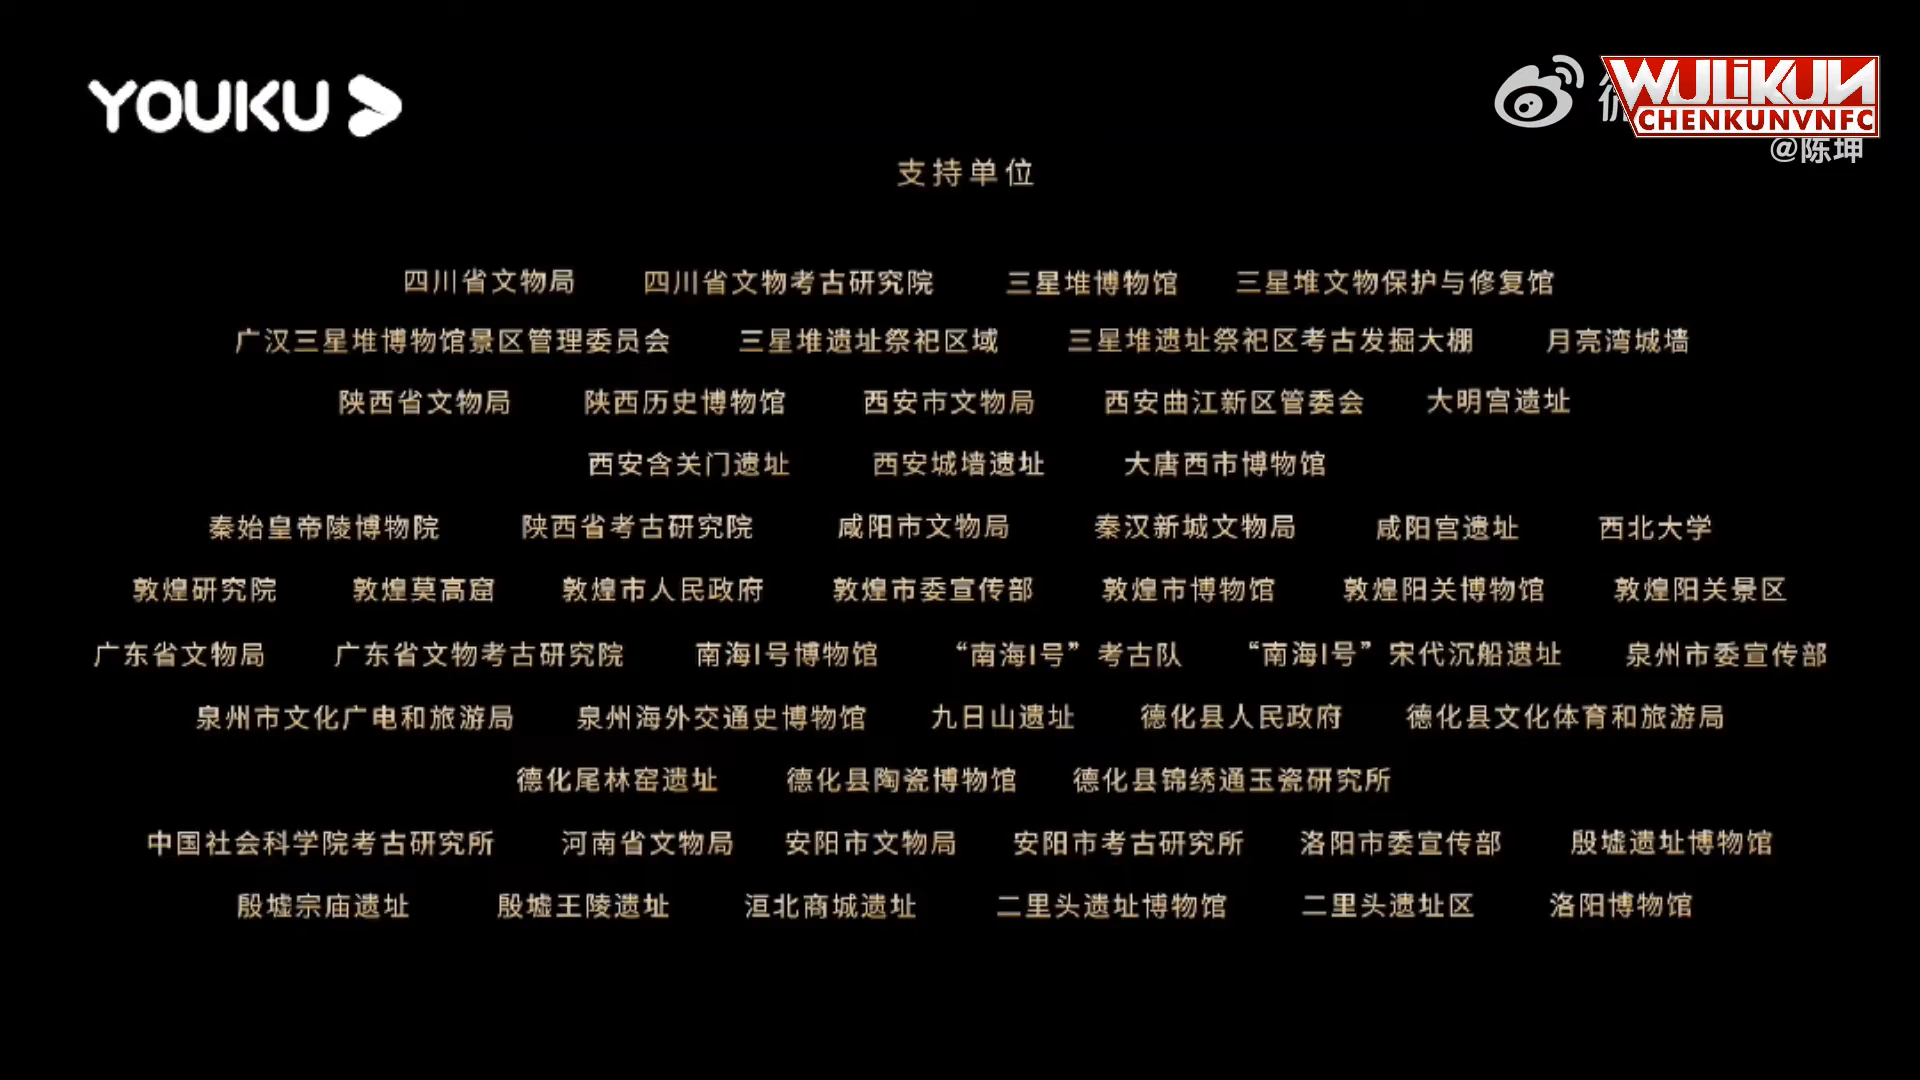 YOUKU
WULiKUN
CHENKUNVNFC
@陈坤
支持单位
四川省文物局 四川省文物考古研究院 三星堆博物馆 三星堆文物保护与修复馆
广汉三星堆博物馆景区管理委员会 三星堆遗址祭祀区域 三星堆遗址祭祀区考古发掘大棚 月亮湾城墙
陕西省文物局 陕西历史博物馆 西安市文物局 西安曲江新区管委会 大明宫遗址
西安含关门遗址 西安城墙遗址 大唐西市博物馆
秦始皇帝陵博物院 陕西省考古研究院 咸阳市文物局 秦汉新城文物局 咸阳宫遗址 西北大学
敦煌研究院 敦煌莫高窟 敦煌市人民政府 敦煌市委宣传部 敦煌市博物馆 敦煌阳关博物馆 敦煌阳关景区
广东省文物局 广东省文物考古研究院 南海I号博物馆 “南海I号”考古队 “南海I号”宋代沉船遗址 泉州市委宣传部
泉州市文化广电和旅游局 泉州海外交通史博物馆 九日山遗址 德化县人民政府 德化县文化体育和旅游局
德化尾林窑遗址 德化县陶瓷博物馆 德化县锦绣通玉瓷研究所
中国社会科学院考古研究所 河南省文物局 安阳市文物局 安阳市考古研究所 洛阳市委宣传部 殷墟遗址博物馆
殷墟宗庙遗址 殷墟王陵遗址 洹北商城遗址 二里头遗址博物馆 二里头遗址区 洛阳博物馆